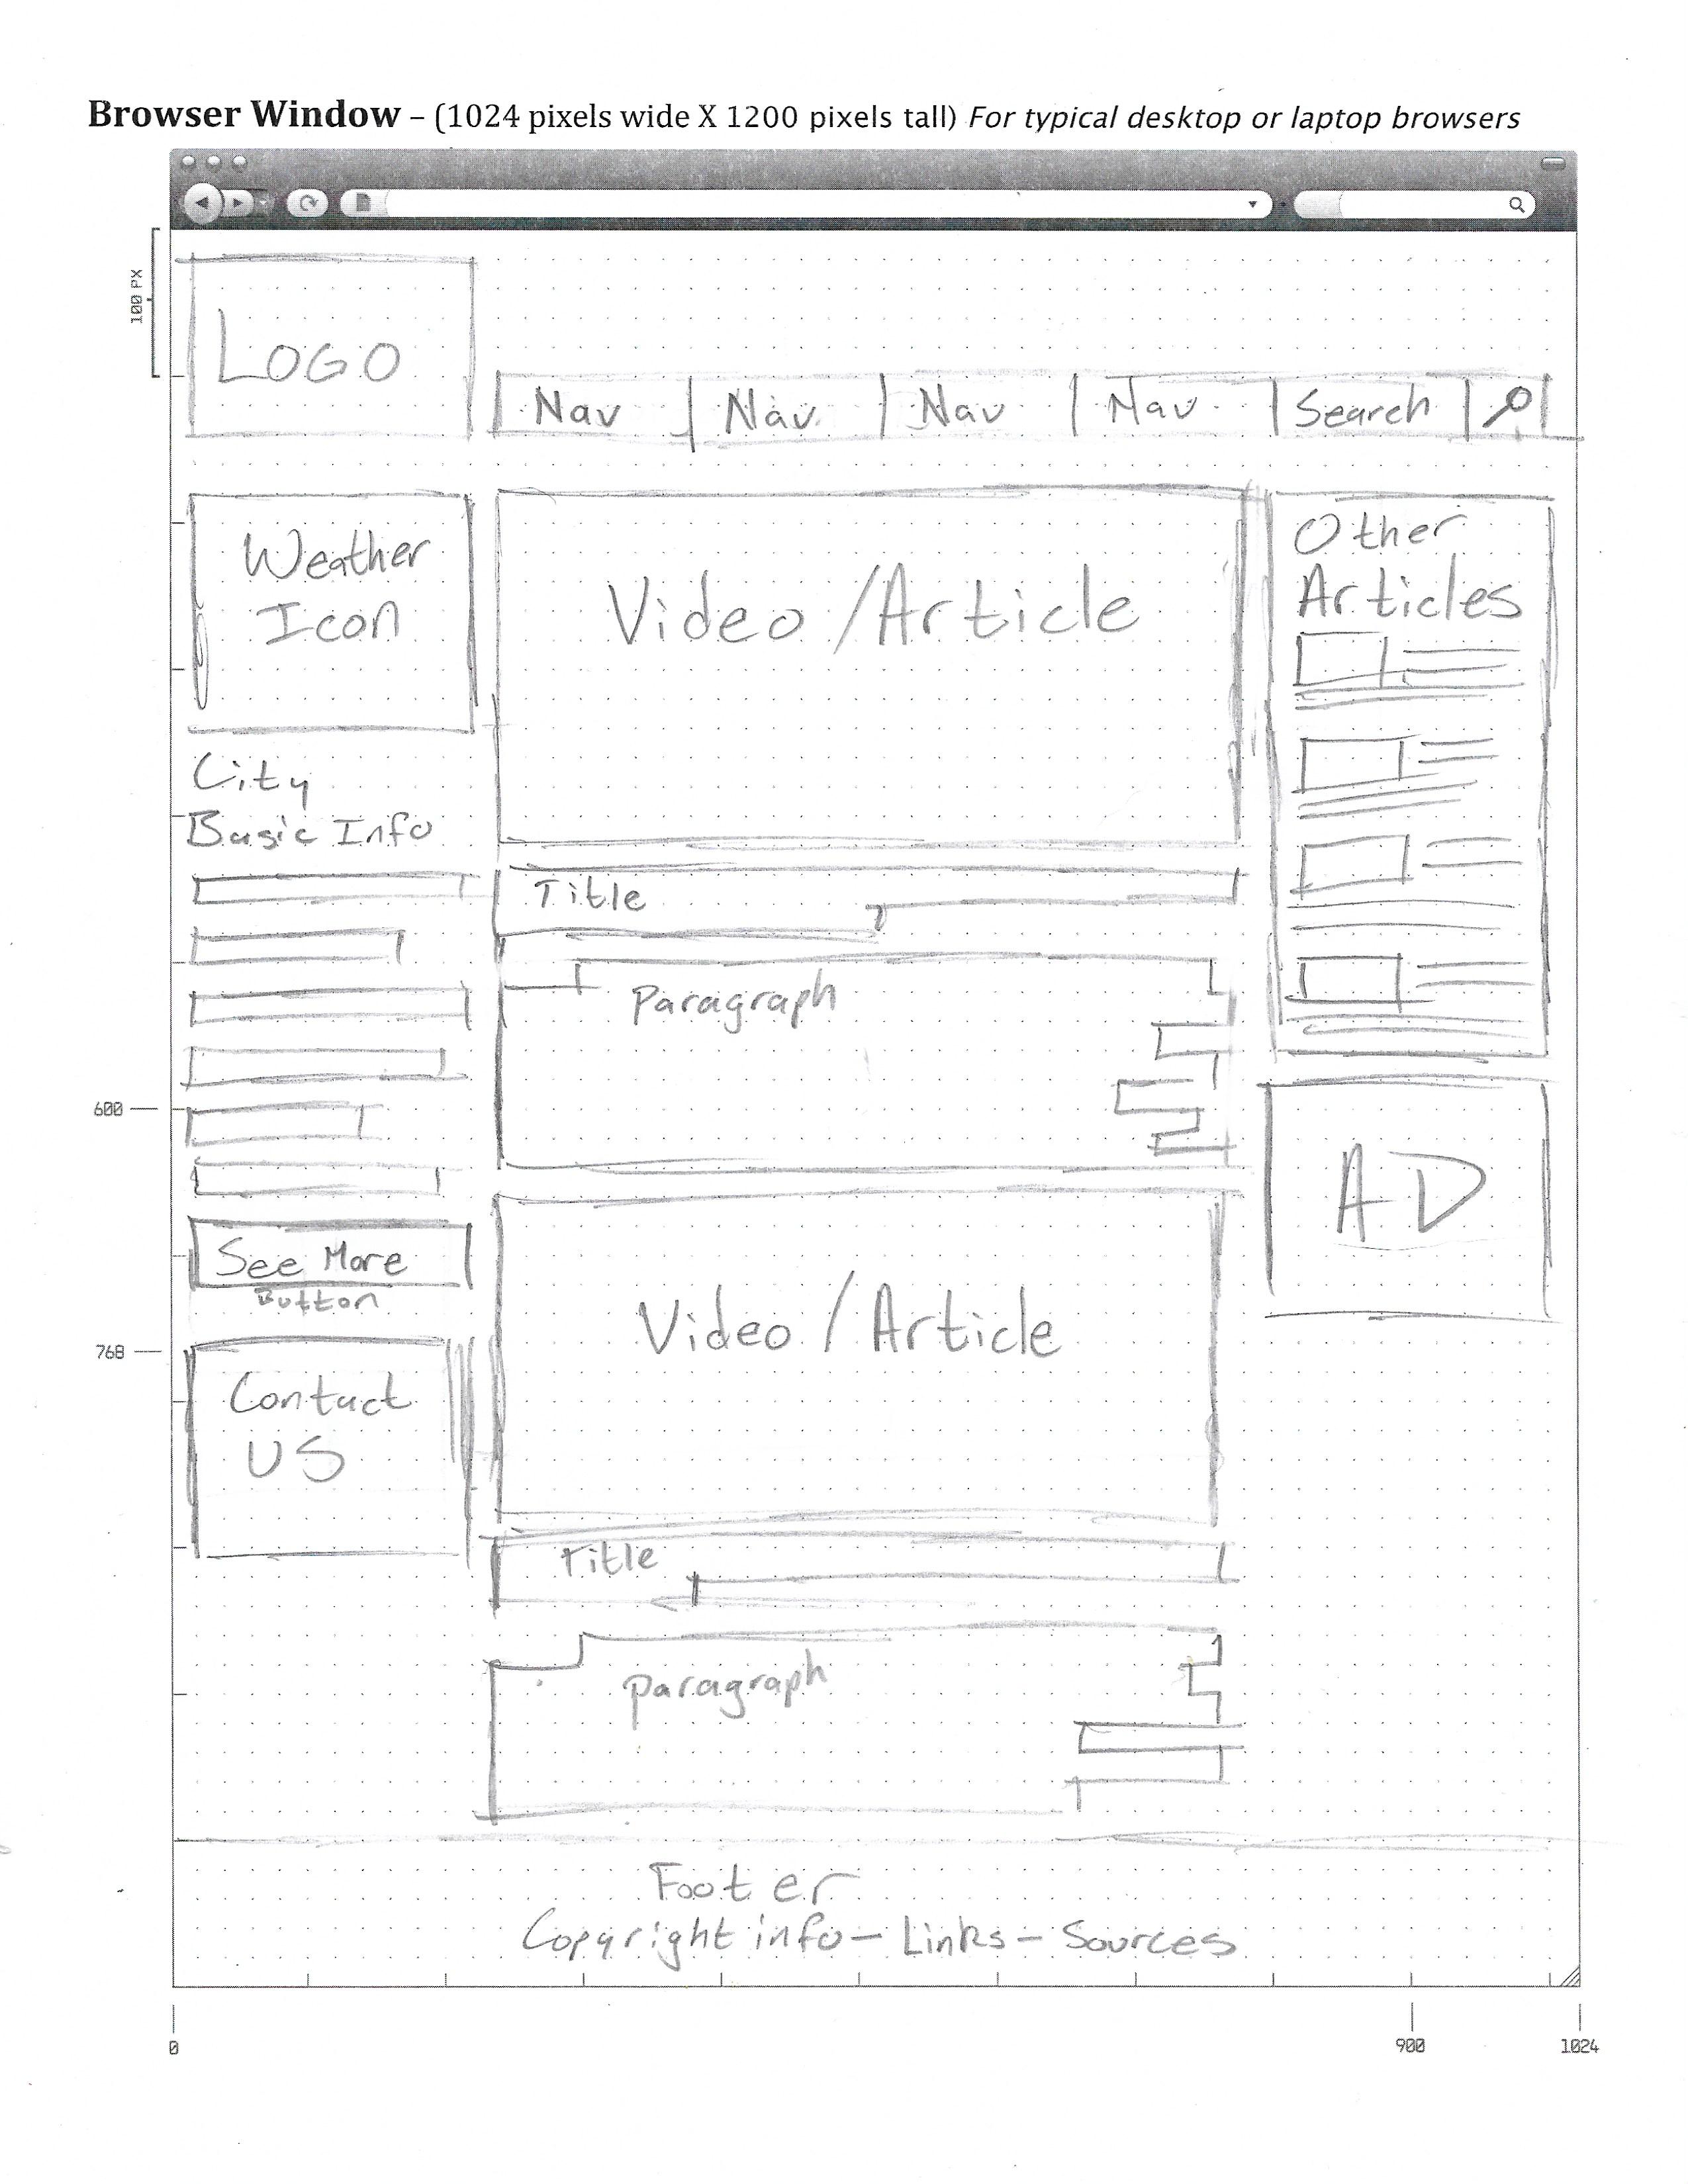 Browser Window – (1024 pixels wide X 1200 pixels tall) For typical desktop or laptop browsers
100 PX
LOGO
Nav Nav Nav Nav Search
Weather
Icon
City
Basic Info
See More
Button
Contact
US
Video /Article
Title
Paragraph
Video / Article
Title
paragraph
Other
Articles
AD
600
768
Footer
Copyright info – Links – Sources
0 900 1024